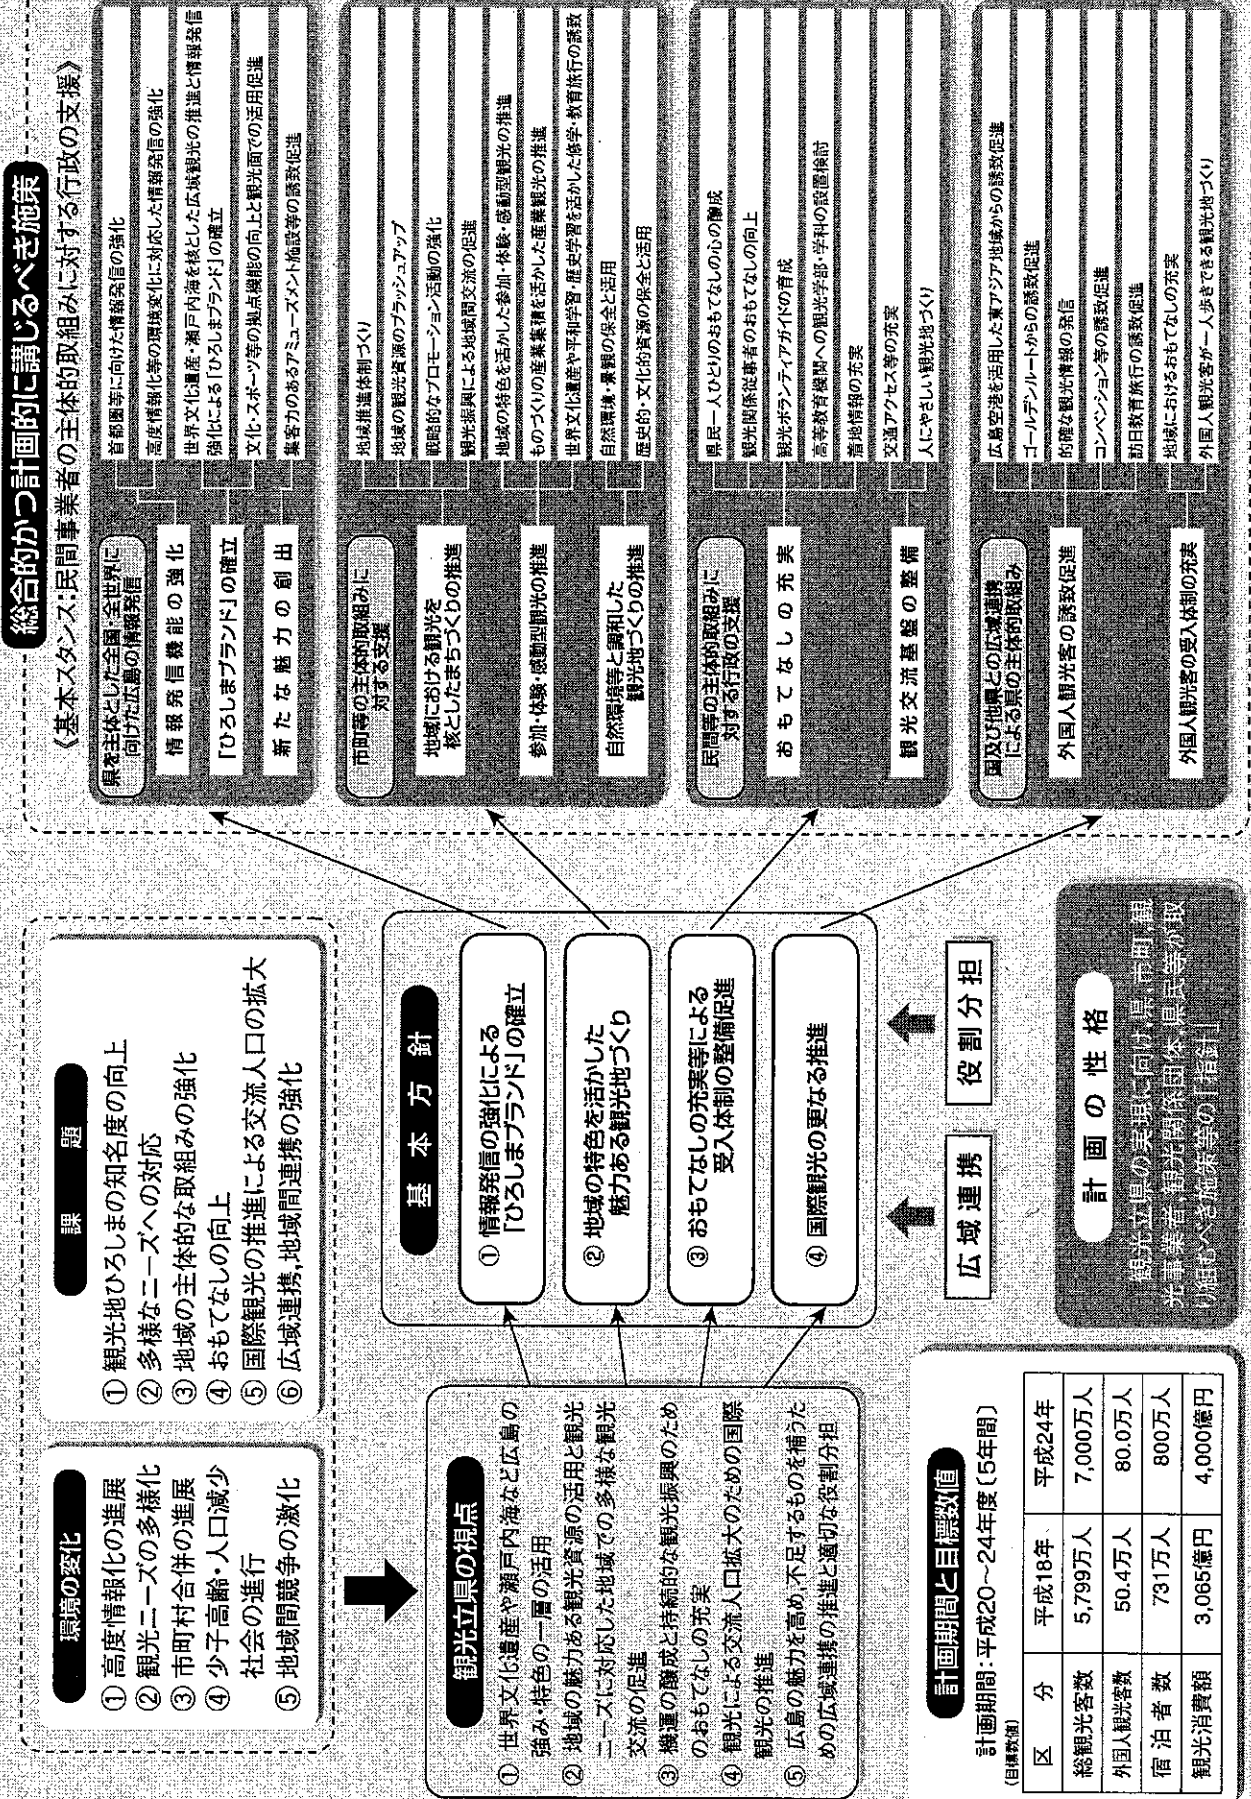 環境の変化
① 高度情報化の進展
② 観光ニーズの多様化
③ 市町村合併の進展
④ 少子高齢・人口減少
社会の進行
⑤ 地域間競争の激化
課題
① 観光地ひろしまの知名度の向上
② 多様なニーズへの対応
③ 地域の主体的な取組みの強化
④ おもてなしの向上
⑤ 国際観光の推進による交流人口の拡大
⑥ 広域連携,地域間連携の強化
観光立県の視点
① 世界文化遺産や瀬戸内海など広島の
強み・特色の一層の活用
② 地域の魅力ある観光資源の活用と観光
ニーズに対応した地域での多様な観光
交流の促進
③ 機運の醸成と持続的な観光振興のため
のおもてなしの充実
④ 観光による交流人口拡大のための国際
観光の推進
⑤ 広島の魅力を高め,不足するものを補うた
めの広域連携の推進と適切な役割分担
基本方針
① 情報発信の強化による
「ひろしまブランド」の確立
② 地域の特色を活かした
魅力ある観光地づくり
③ おもてなしの充実等による
受入体制の整備促進
④ 国際観光の更なる推進
広域連携
役割分担
計画期間と目標数値
計画期間:平成20~24年度〔5年間〕
(目標数値)
区分 平成18年 平成24年
総観光客数 5,799万人 7,000万人
外国人観光客数 50.4万人 80.0万人
宿泊者数 731万人 800万人
観光消費額 3,065億円 4,000億円
計画の性格
観光立県の実現に向け,県,市町,観
光事業者,観光関係団体,県民等が取
り組むべき施策等の「指針」
総合的かつ計画的に講じるべき施策
《基本スタンス:民間事業者の主体的取組みに対する行政の支援》
県を主体とした全国・全世界に
向けた広島の情報発信
情報発信機能の強化
首都圏等に向けた情報発信の強化
高度情報化等の環境変化に対応した情報発信の強化
「ひろしまブランド」の確立
世界文化遺産・瀬戸内海を核とした広域観光の推進と情報発信
強化による「ひろしまブランド」の確立
新たな魅力の創出
文化・スポーツ等の拠点機能の向上と観光面での活用促進
集客力のあるアミューズメント施設等の誘致促進
市町等の主体的取組みに
対する支援
地域における観光を
核としたまちづくりの推進
地域推進体制づくり
地域の観光資源のブラッシュアップ
戦略的なプロモーション活動の強化
観光振興による地域間交流の促進
参加・体験・感動型観光の推進
地域の特色を活かした参加・体験・感動型観光の推進
ものづくりの産業集積を活かした産業観光の推進
世界文化遺産や平和学習・歴史学習を活かした修学・教育旅行の誘致
自然環境等と調和した
観光地づくりの推進
自然環境・景観の保全と活用
歴史的・文化的資源の保全と活用
民間等の主体的取組みに
対する行政の支援
おもてなしの充実
県民一人ひとりのおもてなしの心の醸成
観光関係従事者のおもてなしの向上
観光ボランティアガイドの育成
高等教育機関への観光学部・学科の設置検討
着地情報の充実
観光交流基盤の整備
交通アクセス等の充実
人にやさしい観光地づくり
国及び他県との広域連携
による県の主体的取組み
外国人観光客の誘致促進
広島空港を活用した東アジア地域からの誘致促進
ゴールデンルートからの誘致促進
的確な観光情報の発信
コンベンション等の誘致促進
訪日教育旅行の誘致促進
外国人観光客の受入体制の充実
地域におけるおもてなしの充実
外国人観光客が一人歩きできる観光地づくり